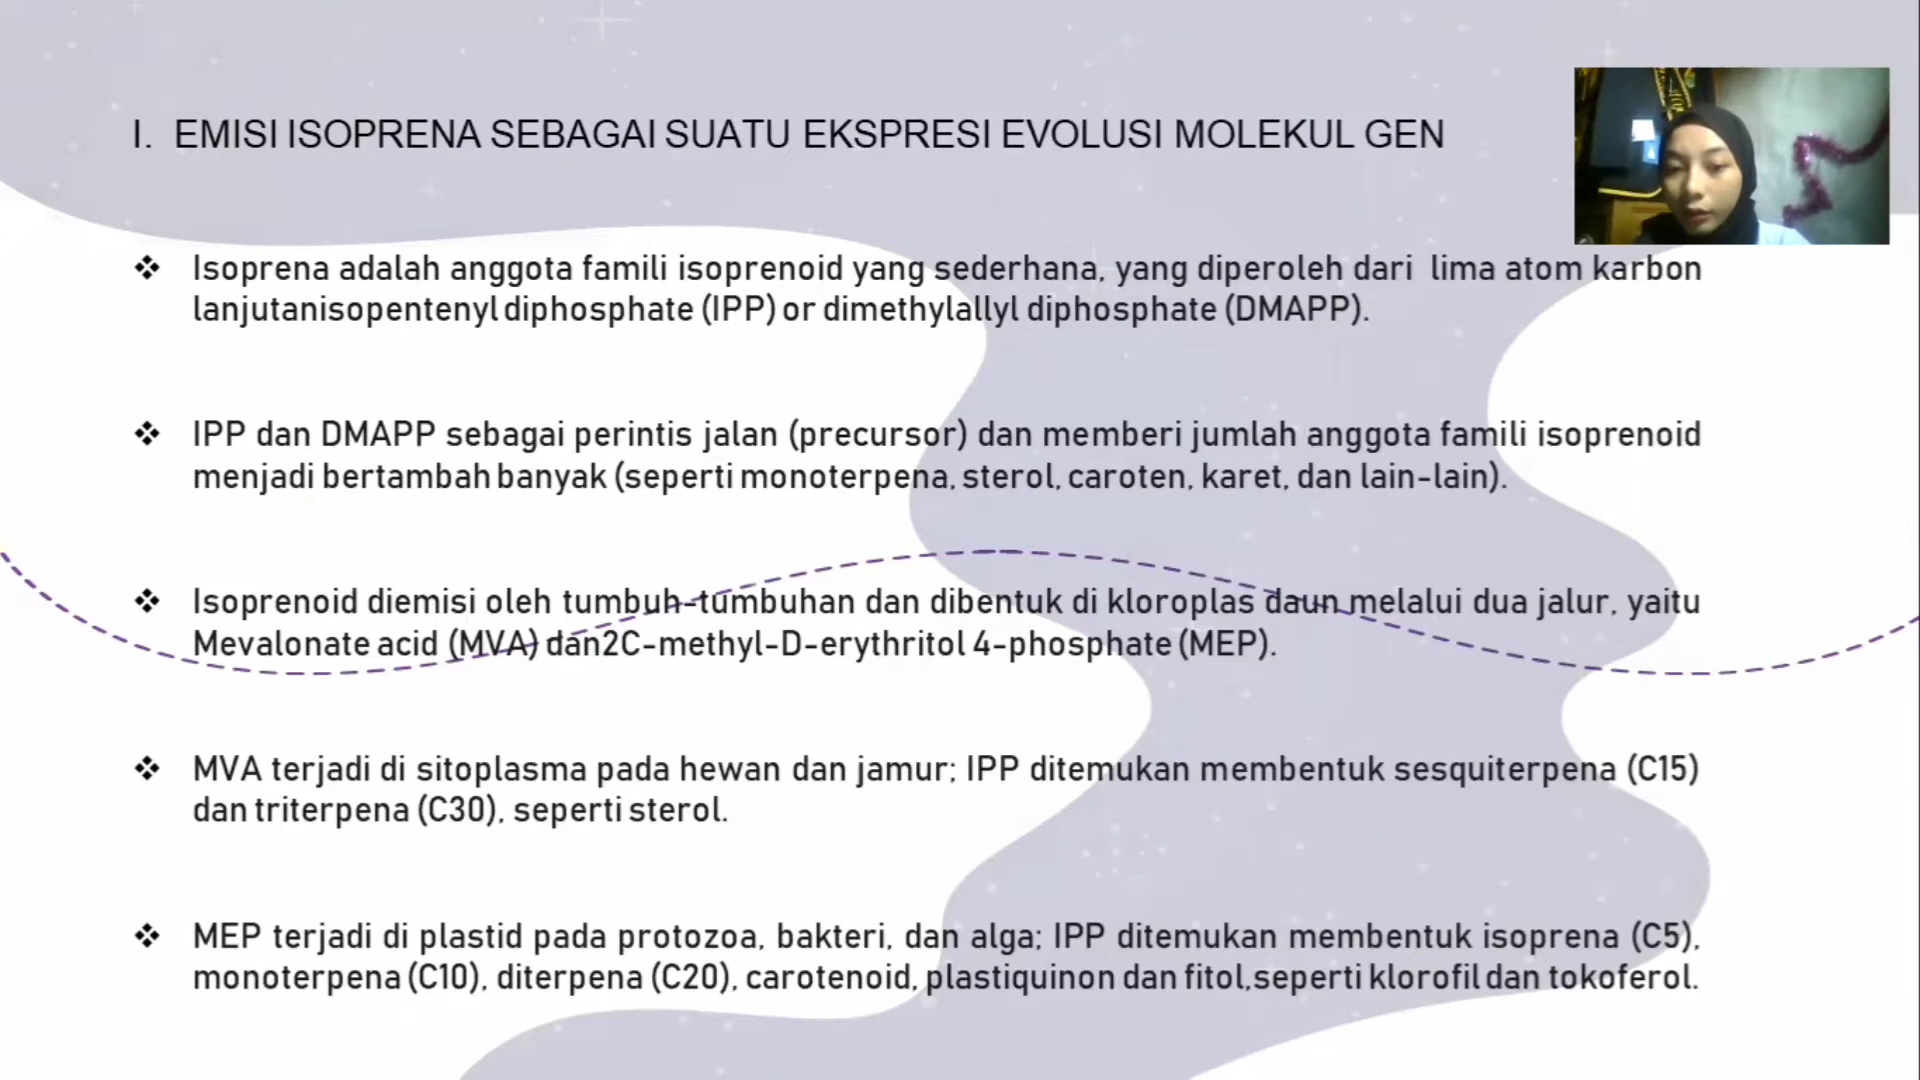 I. EMISI ISOPRENA SEBAGAI SUATU EKSPRESI EVOLUSI MOLEKUL GEN
❖ Isoprena adalah anggota famili isoprenoid yang sederhana, yang diperoleh dari lima atom karbon
lanjutanisopentenyl diphosphate (IPP) or dimethylallyl diphosphate (DMAPP).
❖ IPP dan DMAPP sebagai perintis jalan (precursor) dan memberi jumlah anggota famili isoprenoid
menjadi bertambah banyak (seperti monoterpena, sterol, caroten, karet, dan lain-lain).
❖ Isoprenoid diemisi oleh tumbuh-tumbuhan dan dibentuk di kloroplas daun melalui dua jalur, yaitu
Mevalonate acid (MVA) dan2C-methyl-D-erythritol 4-phosphate (MEP).
❖ MVA terjadi di sitoplasma pada hewan dan jamur; IPP ditemukan membentuk sesquiterpena (C15)
dan triterpena (C30), seperti sterol.
❖ MEP terjadi di plastid pada protozoa, bakteri, dan alga; IPP ditemukan membentuk isoprena (C5),
monoterpena (C10), diterpena (C20), carotenoid, plastiquinon dan fitol,seperti klorofil dan tokoferol.